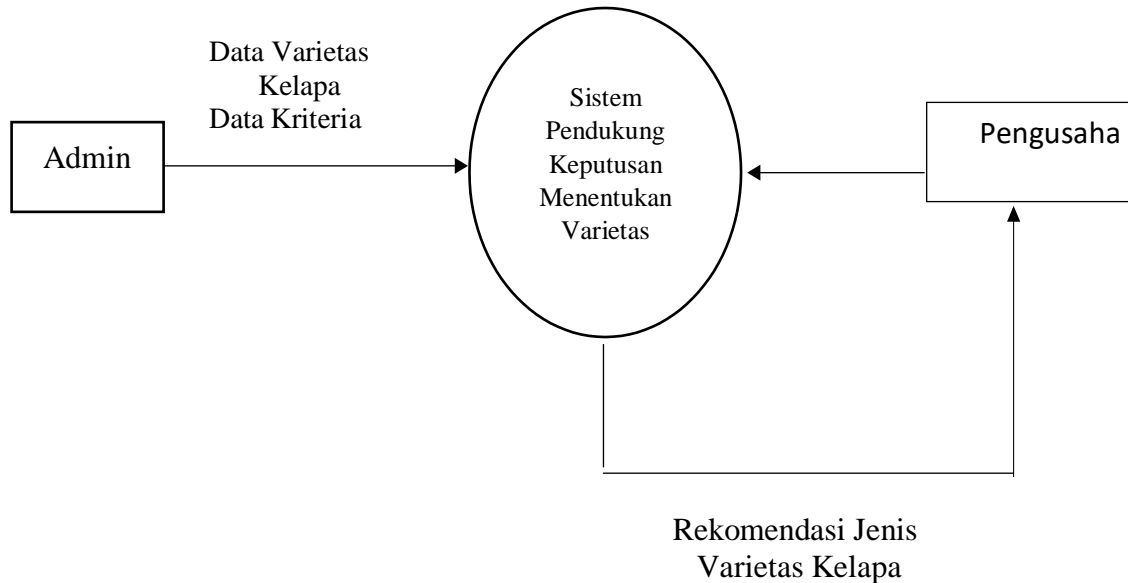 Data Varietas
Kelapa
Data Kriteria
Admin
Sistem
Pendukung
Keputusan
Menentukan
Varietas
Pengusaha
Rekomendasi Jenis
Varietas Kelapa